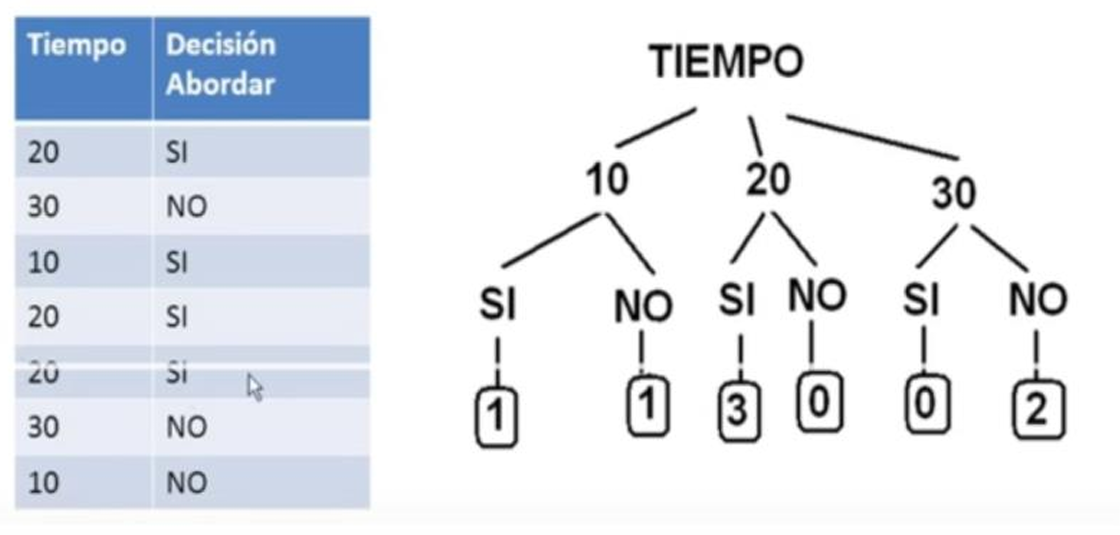 Tiempo Decisión Abordar
20 SI
30 NO
10 SI
20 SI
20 SI
30 NO
10 NO
TIEMPO
10 20 30
SI NO SI NO SI NO
1 1 3 0 0 2